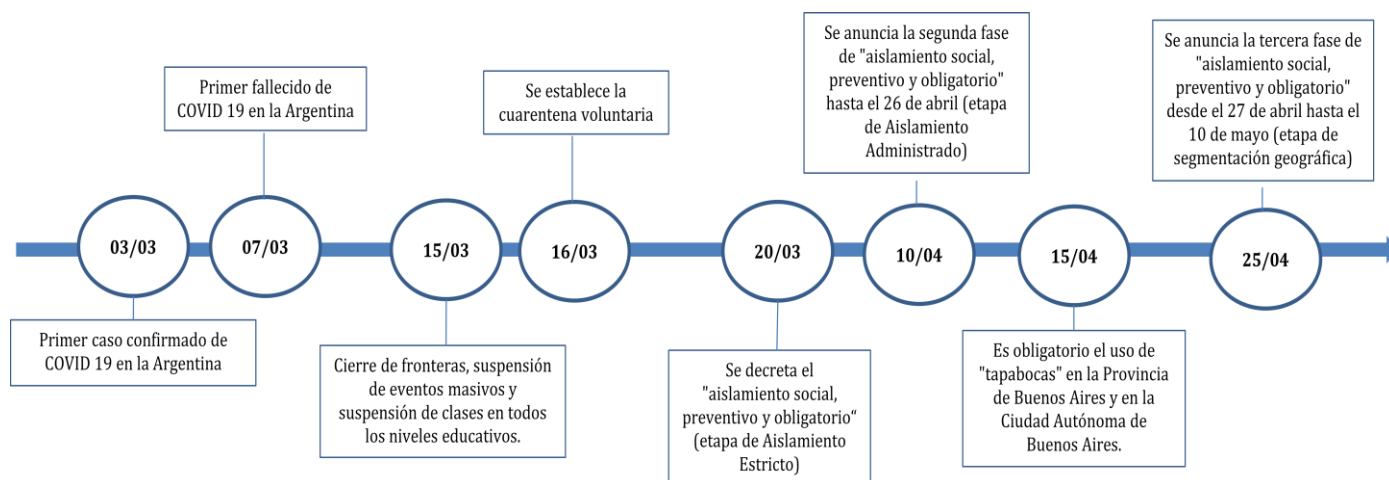 Primer fallecido de
COVID 19 en la Argentina
Se establece la
cuarentena voluntaria
Se anuncia la segunda fase
de "aislamiento social,
preventivo y obligatorio"
hasta el 26 de abril (etapa
de Aislamiento
Administrado)
Se anuncia la tercera fase de
"aislamiento social,
preventivo y obligatorio"
desde el 27 de abril hasta el
10 de mayo (etapa de
segmentación geográfica)
03/03
07/03
15/03
16/03
20/03
10/04
15/04
25/04
Primer caso confirmado de
COVID 19 en la Argentina
Cierre de fronteras, suspensión
de eventos masivos y
suspensión de clases en todos
los niveles educativos.
Se decreta el
"aislamiento social,
preventivo y obligatorio“
(etapa de Aislamiento
Estricto)
Es obligatorio el uso de
"tapabocas" en la Provincia
de Buenos Aires y en la
Ciudad Autónoma de
Buenos Aires.